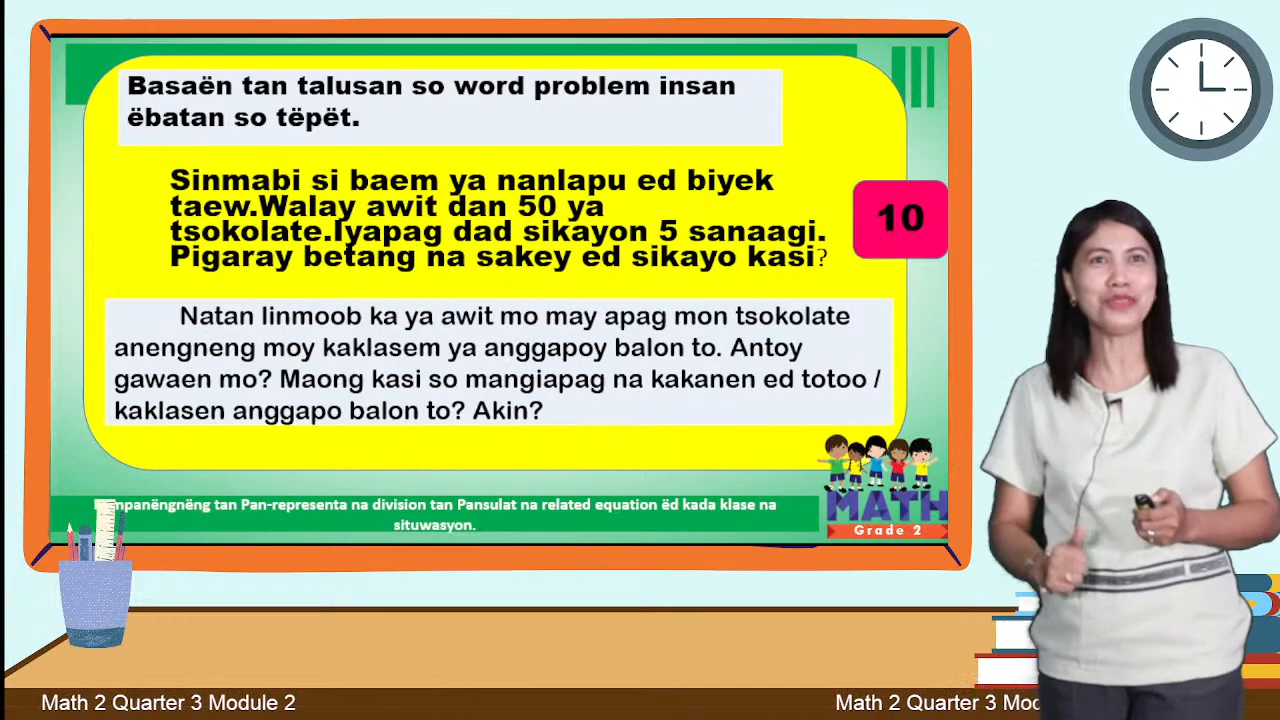 Basaën tan talusan so word problem insan
ëbatan so tëpët.
Sinmabi si baem ya nanlapu ed biyek
taew.Walay awit dan 50 ya
tsokolate.Iyapag dad sikayon 5 sanaagi.
Pigaray betang na sakey ed sikayo kasi?
10
Natan linmoob ka ya awit mo may apag mon tsokolate
anengneng moy kaklasem ya anggapoy balon to. Antoy
gawaen mo? Maong kasi so mangiapag na kakanen ed totoo /
kaklasen anggapo balon to? Akin?
tan Pan-representa na division tan Pansulat na related equation ëd kada klase na
situwasyon.
MATH
Grade 2
Math 2 Quarter 3 Module 2
Math 2 Quarter 3